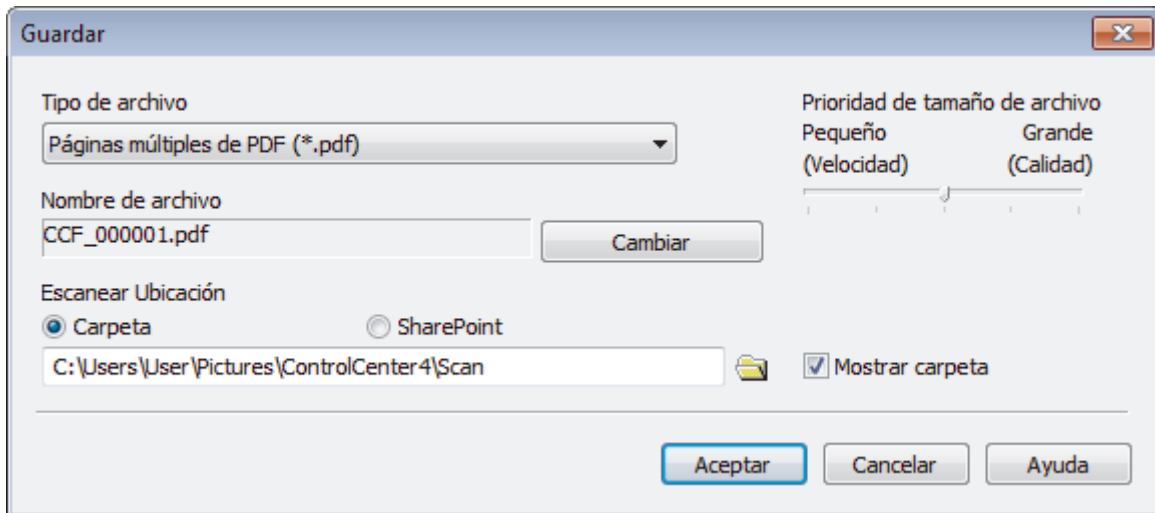 Guardar
Tipo de archivo
Páginas múltiples de PDF (*.pdf)
Nombre de archivo
CCF_000001.pdf
Cambiar
Escanear Ubicación
Carpeta
SharePoint
C:\Users\User\Pictures\ControlCenter4\Scan
Prioridad de tamaño de archivo
Pequeño Grande
(Velocidad) (Calidad)
Mostrar carpeta
Aceptar
Cancelar
Ayuda